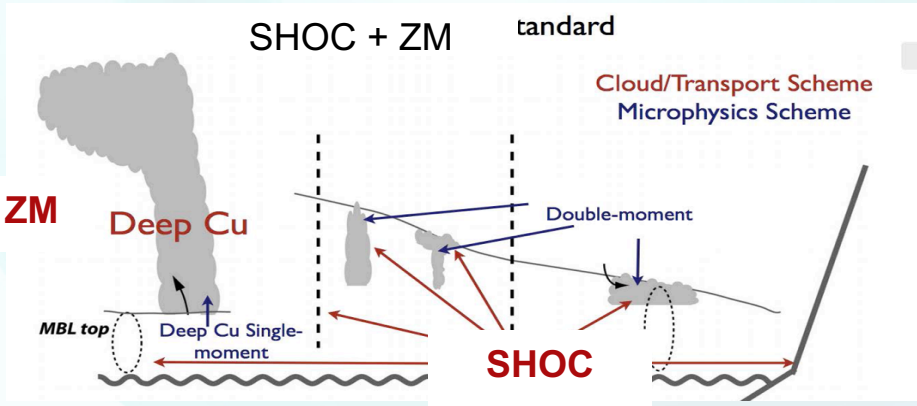 SHOC + ZM
tandard
Cloud/Transport Scheme
Microphysics Scheme
ZM
Deep Cu
Double-moment
MBL top
Deep Cu Single-
moment
SHOC